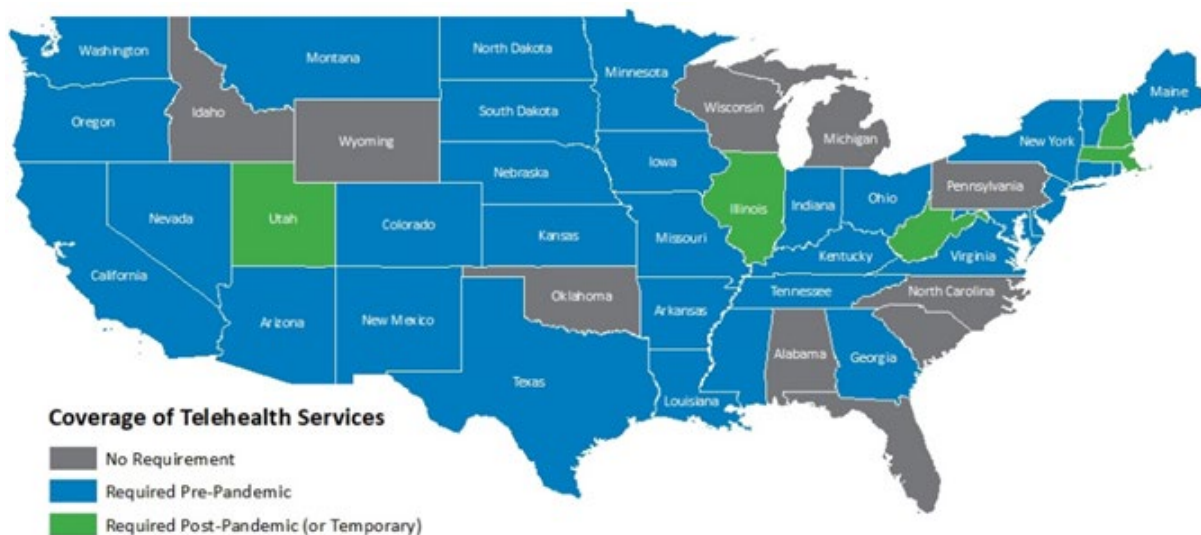 Washington
Montana
North Dakota
Minnesota
Maine
Oregon
Idaho
Wyoming
South Dakota
Wisconsin
Michigan
New York
Nebraska
Iowa
Pennsylvania
Nevada
Utah
Colorado
Kansas
Missouri
Illinois
Indiana
Ohio
California
Kentucky
Virginia
Arizona
New Mexico
Oklahoma
Arkansas
Tennessee
North Carolina
Texas
Louisiana
Alabama
Georgia
Coverage of Telehealth Services
No Requirement
Required Pre-Pandemic
Required Post-Pandemic (or Temporary)